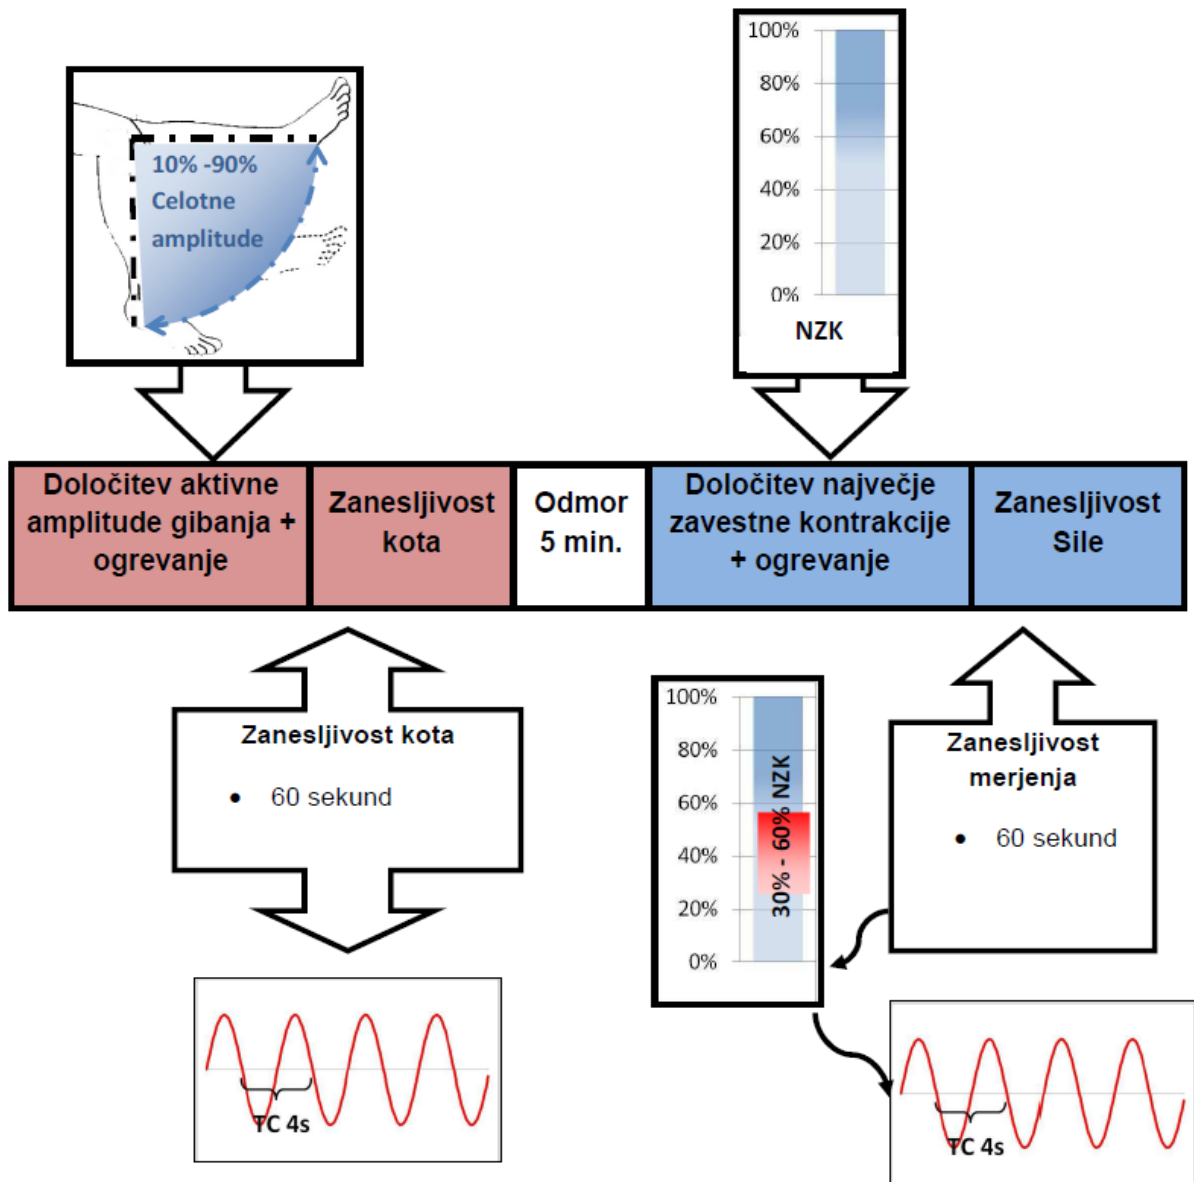 10% -90%
Celotne
amplitude
100%
80%
60%
40%
20%
0%
NZK
Določitev aktivne
amplitude gibanja +
ogrevanje
Zanesljivost
kota
Odmor
5 min.
Določitev največje
zavestne kontrakcije
+ ogrevanje
Zanesljivost
Sile
Zanesljivost kota
• 60 sekund
100%
80%
60%
40%
20%
0%
30% - 60% NZK
Zanesljivost
merjenja
• 60 sekund
TC 4s
TC 4s